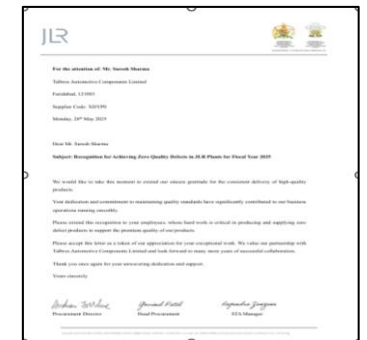 JLR
For the attention of: Mr. Suresh Sharma
Talbros Automotive Components Limited
Faridabad, 121003
Supplier Code:
Monday, 2025
Dear Mr. Suresh Sharma
Subject: Recognition for Achieving Zero Quality Defects in JLR Plants for Fiscal Year 2025
We would like to take this moment to extend our sincere gratitude for the consistent delivery of high-quality
products.
Your dedication and commitment to maintaining quality standards have significantly contributed to our business
operations running smoothly.
Please extend this recognition to your employees, whose hard work is critical in producing and supplying zero
defect products to support the premium quality of our products.
Please accept this letter as a token of our appreciation for your exceptional work. We value our partnership with
Talbros Automotive Components Limited and look forward to many more years of successful collaboration.
Thank you once again for your unwavering dedication and support.
Yours sincerely
Procurement Director Head Procurement STA Manager